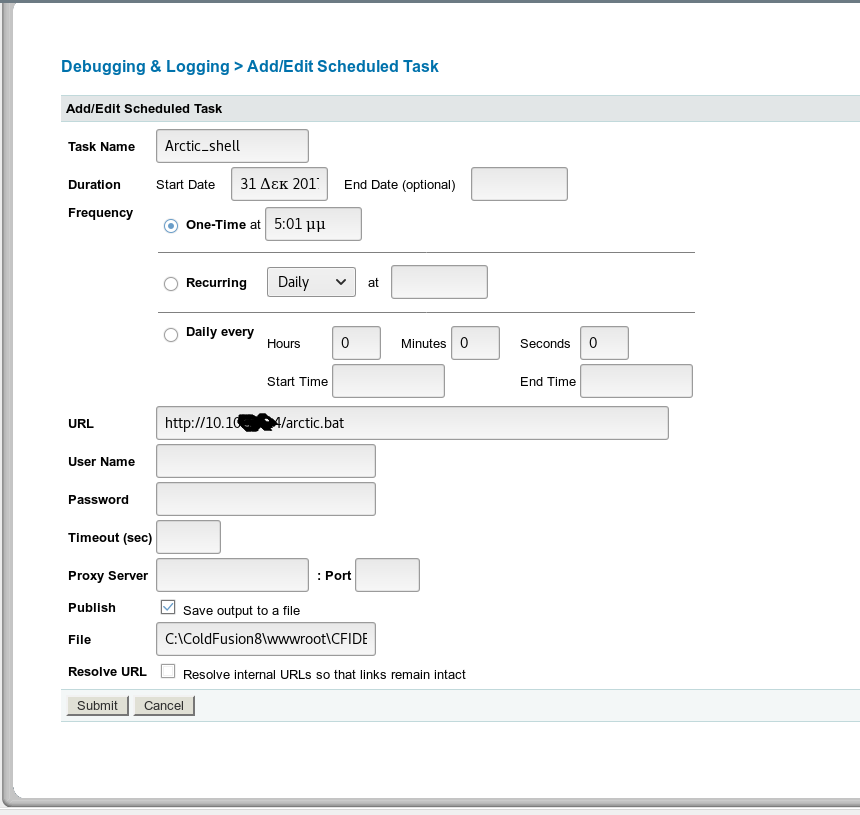 Debugging & Logging > Add/Edit Scheduled Task
Add/Edit Scheduled Task
Task Name Arctic_shell
Duration Start Date 31 Δεκ 201 End Date (optional)
Frequency
One-Time at 5:01 μμ
Recurring Daily at
Daily every
Hours 0 Minutes 0 Seconds 0
Start Time End Time
URL http://10.10 4/arctic.bat
User Name
Password
Timeout (sec)
Proxy Server : Port
Publish Save output to a file
File C:\ColdFusion8\wwwroot\CFIDE
Resolve URL Resolve internal URLs so that links remain intact
Submit Cancel